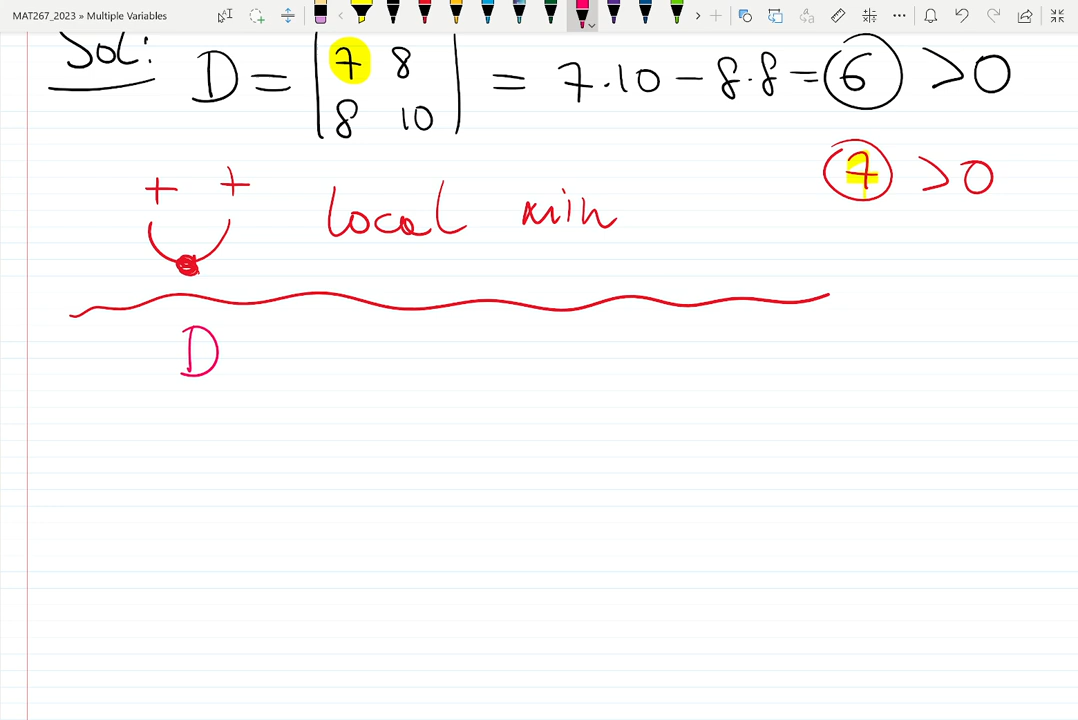 MAT267_2023 » Multiple Variables
Sol: D = | 7 8 | = 7·10 − 8·8 = 6 > 0
8 10
7 > 0
+ + local min
D